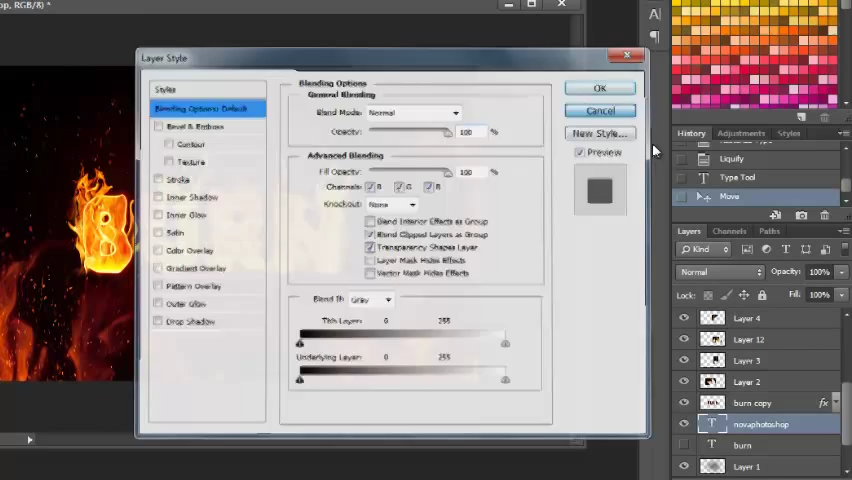 op, RGB/8) *
Layer Style
Styles
Blending Options: Default
Bevel & Emboss
Contour
Texture
Stroke
Inner Shadow
Inner Glow
Satin
Color Overlay
Gradient Overlay
Pattern Overlay
Outer Glow
Drop Shadow
Blending Options
General Blending
Blend Mode: Normal
Opacity: 100 %
Advanced Blending
Fill Opacity: 100 %
Channels: R G B
Knockout: None
Blend Interior Effects as Group
Blend Clipped Layers as Group
Transparency Shapes Layer
Layer Mask Hides Effects
Vector Mask Hides Effects
Blend If: Gray
This Layer: 0 255
Underlying Layer: 0 255
OK
Cancel
New Style...
Preview
B
A
History Adjustments Styles
Liquify
Type Tool
Move
Layers Channels Paths
Kind
Normal Opacity: 100%
Lock: Fill: 100%
Layer 4
Layer 12
Layer 3
Layer 2
burn copy fx
T novaphotoshop
T burn
Layer 1